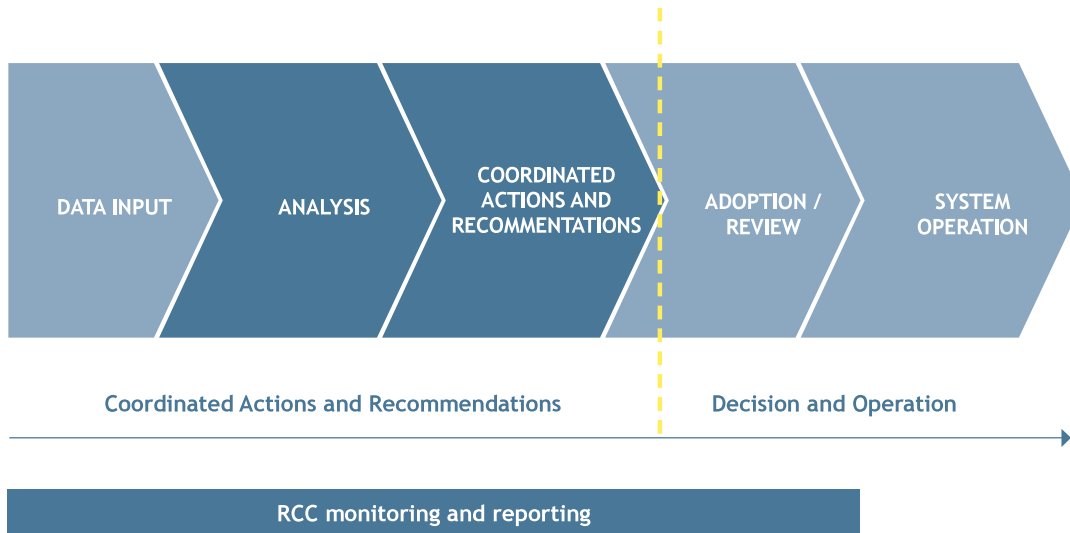 DATA INPUT
ANALYSIS
COORDINATED
ACTIONS AND
RECOMMENTATIONS
ADOPTION /
REVIEW
SYSTEM
OPERATION
Coordinated Actions and Recommendations
Decision and Operation
RCC monitoring and reporting